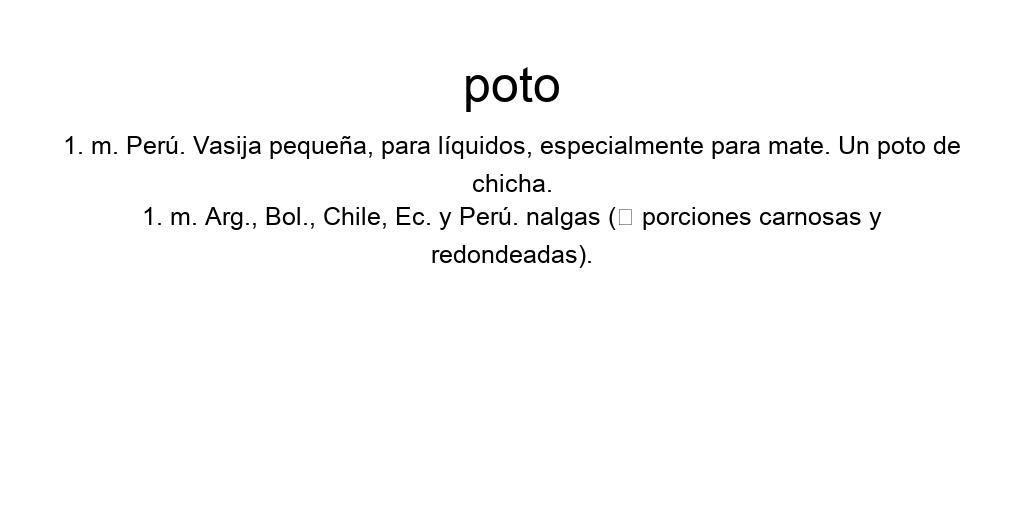 poto
1. m. Perú. Vasija pequeña, para líquidos, especialmente para mate. Un poto de
chicha.
1. m. Arg., Bol., Chile, Ec. y Perú. nalgas (□ porciones carnosas y
redondeadas).